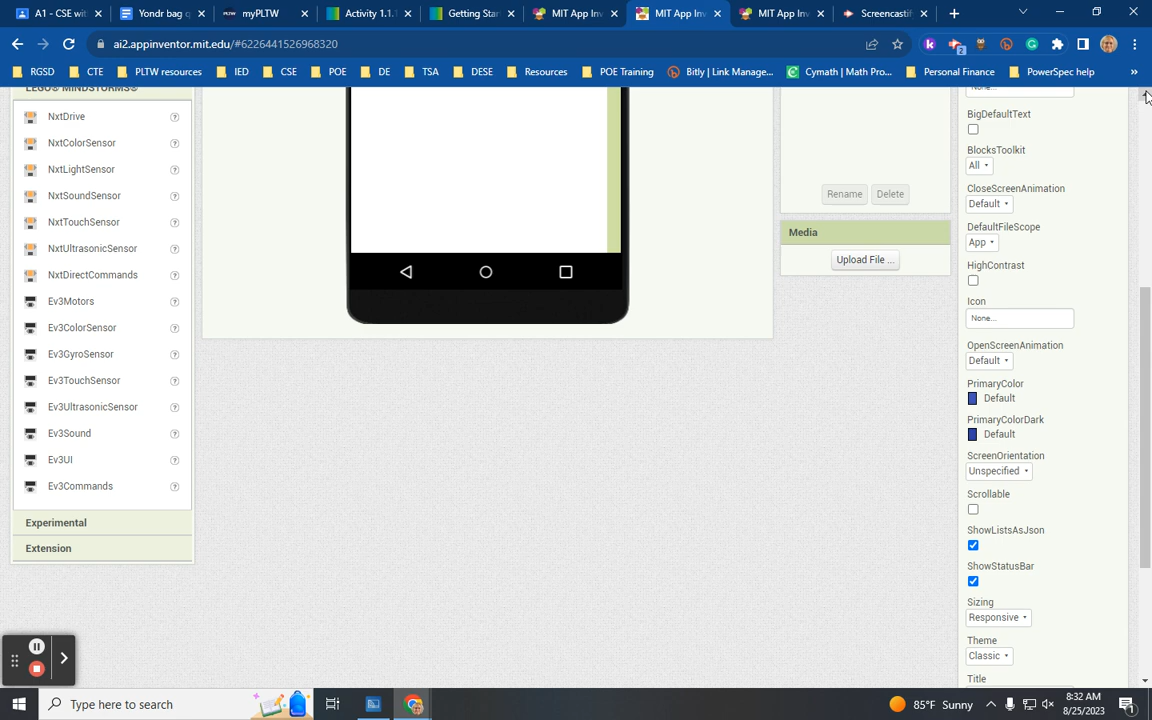 A1 - CSE wit
Yondr bag q
myPLTW
Activity 1.1.
Getting Star
MIT App Inv
MIT App Inv
MIT App Inv
Screencastif
ai2.appinventor.mit.edu/#6226441526968320
RGSD
CTE
PLTW resources
IED
CSE
POE
DE
TSA
DESE
Resources
POE Training
Bitly | Link Manage...
Cymath | Math Pro...
Personal Finance
PowerSpec help
»
LEGO® MINDSTORMS®
NxtDrive
NxtColorSensor
NxtLightSensor
NxtSoundSensor
NxtTouchSensor
NxtUltrasonicSensor
NxtDirectCommands
Ev3Motors
Ev3ColorSensor
Ev3GyroSensor
Ev3TouchSensor
Ev3UltrasonicSensor
Ev3Sound
Ev3UI
Ev3Commands
Experimental
Extension
Rename Delete
Media
Upload File ...
None...
BigDefaultText
BlocksToolkit
All
CloseScreenAnimation
Default
DefaultFileScope
App
HighContrast
Icon
None...
OpenScreenAnimation
Default
PrimaryColor
Default
PrimaryColorDark
Default
ScreenOrientation
Unspecified
Scrollable
ShowListsAsJson
ShowStatusBar
Sizing
Responsive
Theme
Classic
Title
Type here to search
85°F Sunny
8:32 AM
8/25/2023